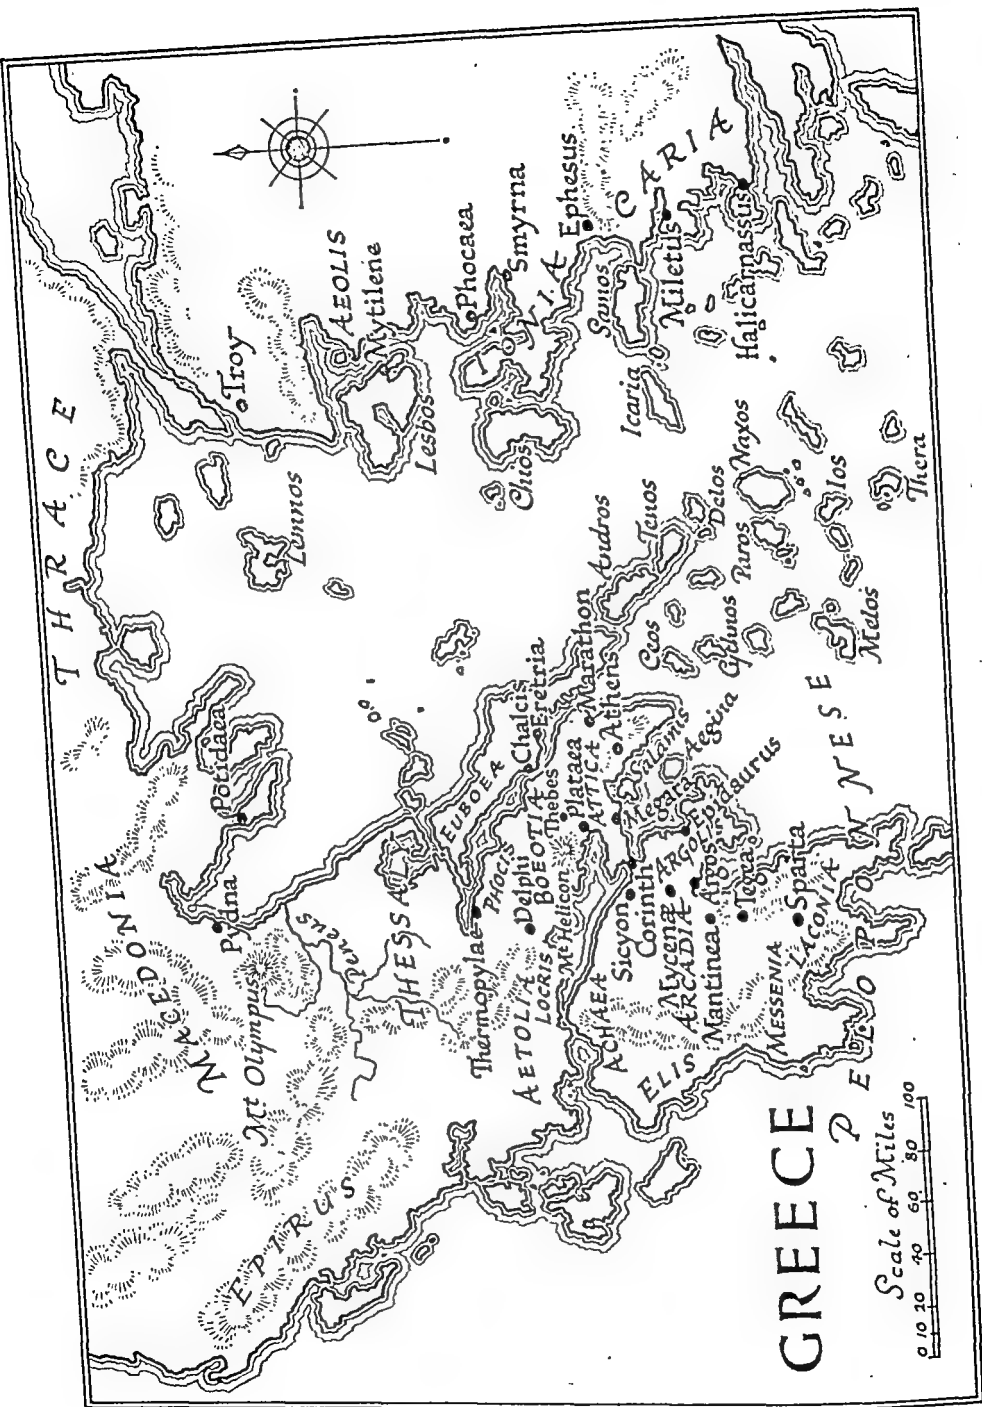 THRACE
MACEDONIA
Potidaea
Pydna
Mt Olympus
Peneus
EPIRUS
THESSALY
Lemnos
Troy
AEOLIS
Mytilene
Lesbos
Phocaea
Smyrna
Chios
Ephesus
CARIA
Samos
Icaria
Miletus
Halicarnassus
EUBOEA
Chalcis
Eretria
Thermopylae
PHOCIS
Delphi
BOEOTIA
Thebes
Plataea
Marathon
ATTICA
Athens
Andros
Tenos
Delos
AETOLIA
LOCRIS
Mt Helicon
Megara
Salamis
Aegina
Ceos
Cythnos
Paros
Naxos
Ios
Thera
Melos
ACHAEA
Sicyon
Corinth
Mycenæ
ARGOLIS
Epidaurus
ARCADIA
Argos
Mantinea
Tegea
ELIS
MESSENIA
Sparta
LACONIA
PELOPONNESE
GREECE
Scale of Miles
0 10 20 40 60 80 100